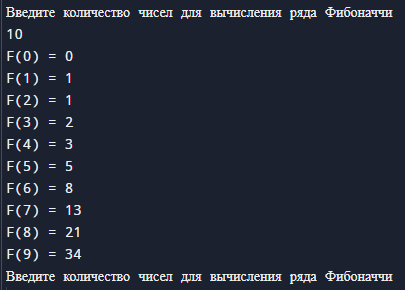 Введите количество чисел для вычисления ряда Фибоначчи
10
F(0) = 0
F(1) = 1
F(2) = 1
F(3) = 2
F(4) = 3
F(5) = 5
F(6) = 8
F(7) = 13
F(8) = 21
F(9) = 34
Введите количество чисел для вычисления ряда Фибоначчи